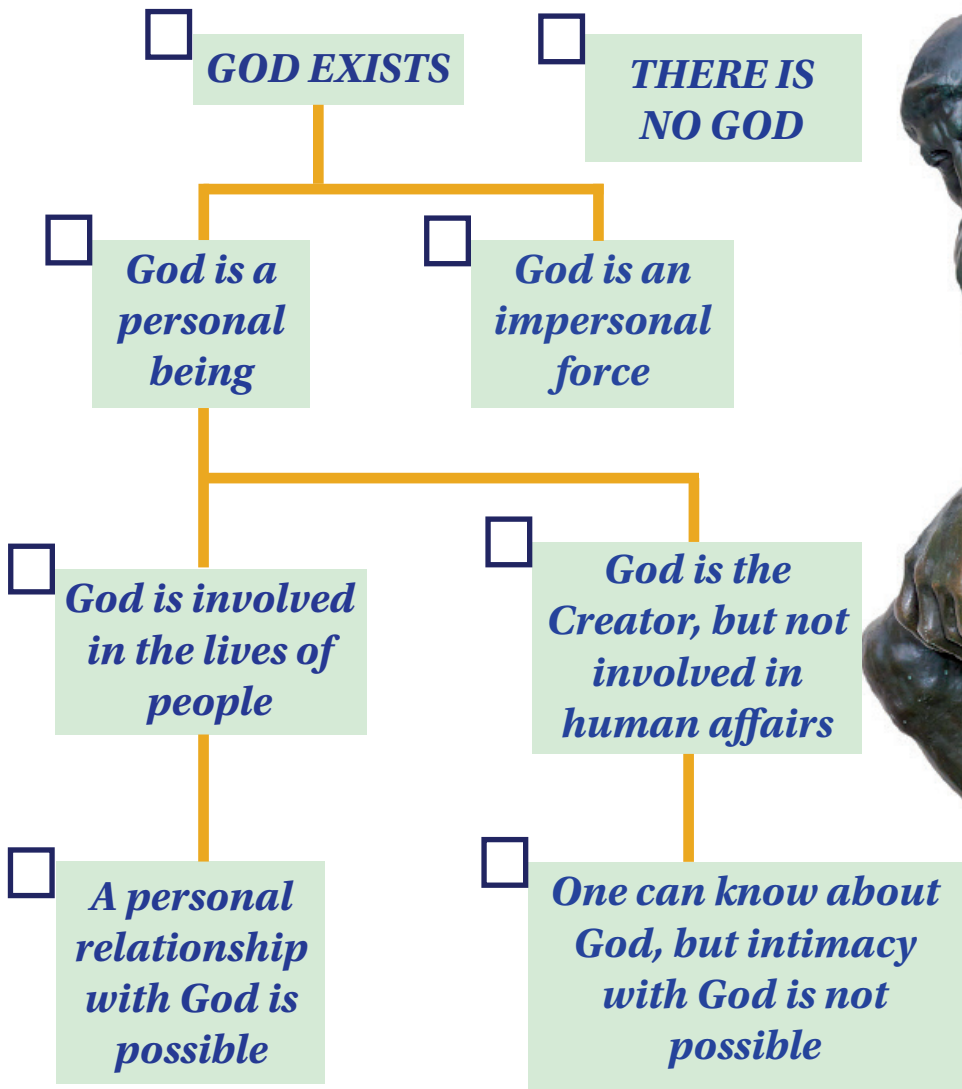 GOD EXISTS
THERE IS
NO GOD
God is a
personal
being
God is an
impersonal
force
God is involved
in the lives of
people
God is the
Creator, but not
involved in
human affairs
A personal
relationship
with God is
possible
One can know about
God, but intimacy
with God is not
possible